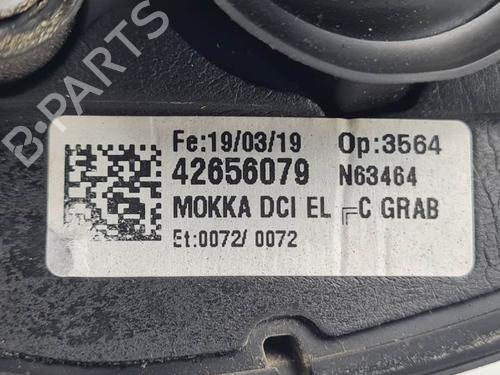 Fe:19/03/19 Op:3564
42656079 N63464
MOKKA DCI EL ╔C GRAB
Et:0072/ 0072
B-PARTS